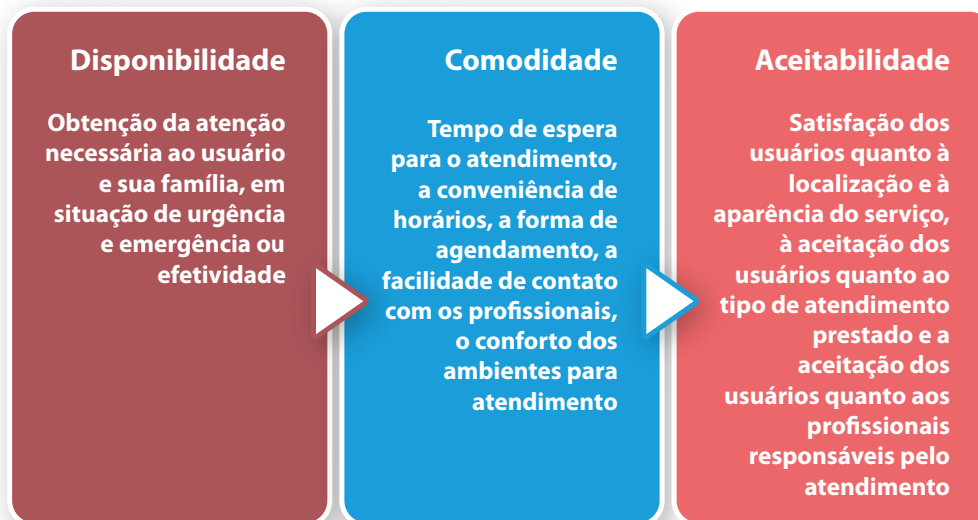 Disponibilidade
Obtenção da atenção
necessária ao usuário
e sua família, em
situação de urgência
e emergência ou
efetividade
Comodidade
Tempo de espera
para o atendimento,
a conveniência de
horários, a forma de
agendamento, a
facilidade de contato
com os profissionais,
o conforto dos
ambientes para
atendimento
Aceitabilidade
Satisfação dos
usuários quanto à
localização e à
aparência do serviço,
à aceitação dos
usuários quanto ao
tipo de atendimento
prestado e a
aceitação dos
usuários quanto aos
profissionais
responsáveis pelo
atendimento